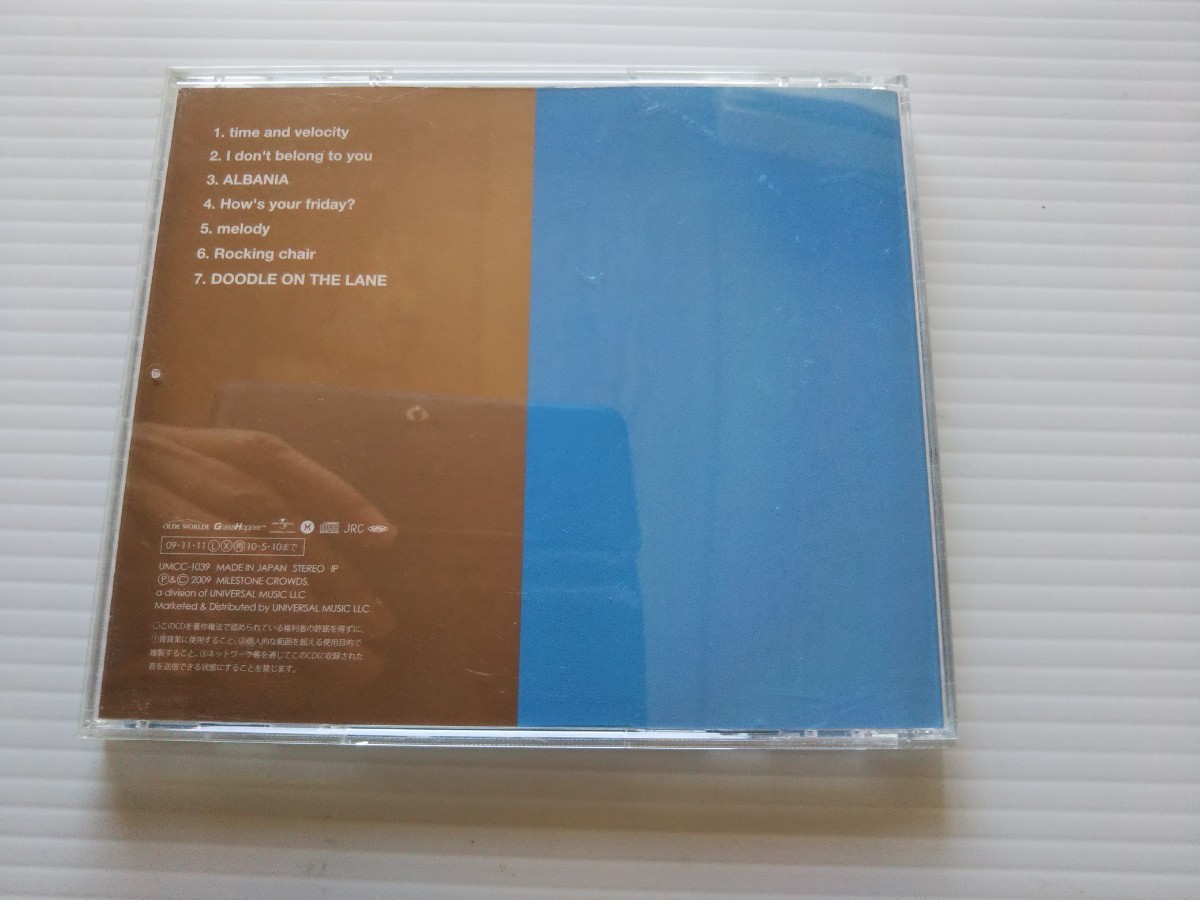 1. time and velocity
2. I don't belong to you
3. ALBANIA
4. How's your friday?
5. melody
6. Rocking chair
7. DOODLE ON THE LANE
OLDE WORLDE GrassHopper™ M JRC
09・11・11 Ⓛ Ⓧ 10・5・10まで
UMCC-1039 MADE IN JAPAN STEREO IP
Ⓟ&Ⓒ 2009 MILESTONE CROWDS.
a division of UNIVERSAL MUSIC LLC
Marketed & Distributed by UNIVERSAL MUSIC LLC
○このCDを著作権法で認められている権利者の許諾を得ずに、
①賃貸業に使用すること、②個人的な範囲を超える使用目的で
複製すること、③ネットワーク等を通じてこのCDに収録された
音を送信できる状態にすることを禁じます。